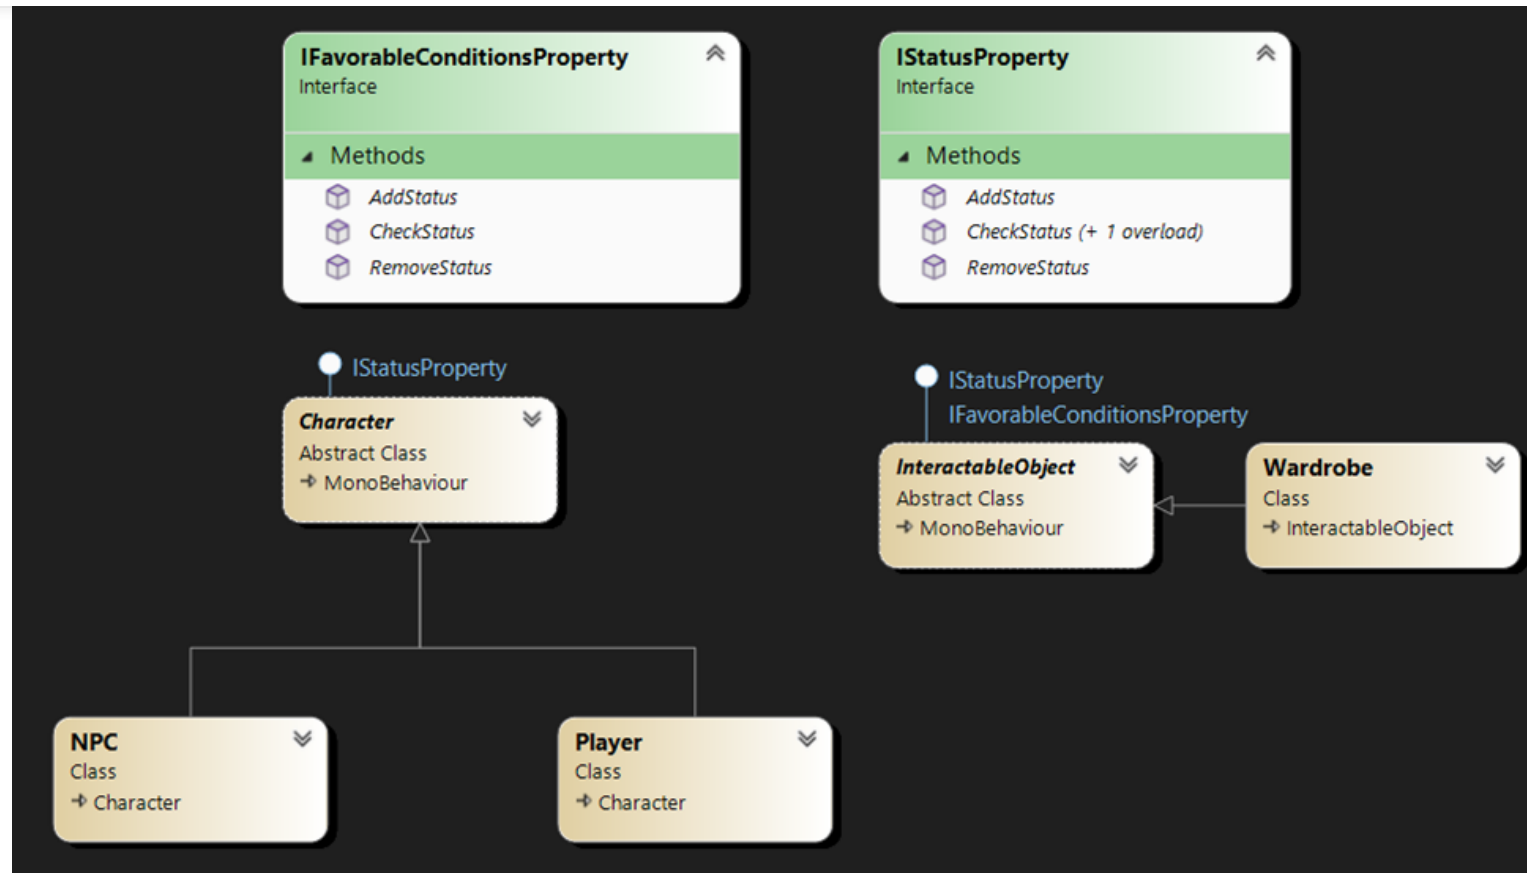 IFavorableConditionsProperty
Interface
Methods
AddStatus
CheckStatus
RemoveStatus
IStatusProperty
Interface
Methods
AddStatus
CheckStatus (+ 1 overload)
RemoveStatus
IStatusProperty
Character
Abstract Class
MonoBehaviour
IStatusProperty
IFavorableConditionsProperty
InteractableObject
Abstract Class
MonoBehaviour
Wardrobe
Class
InteractableObject
NPC
Class
Character
Player
Class
Character